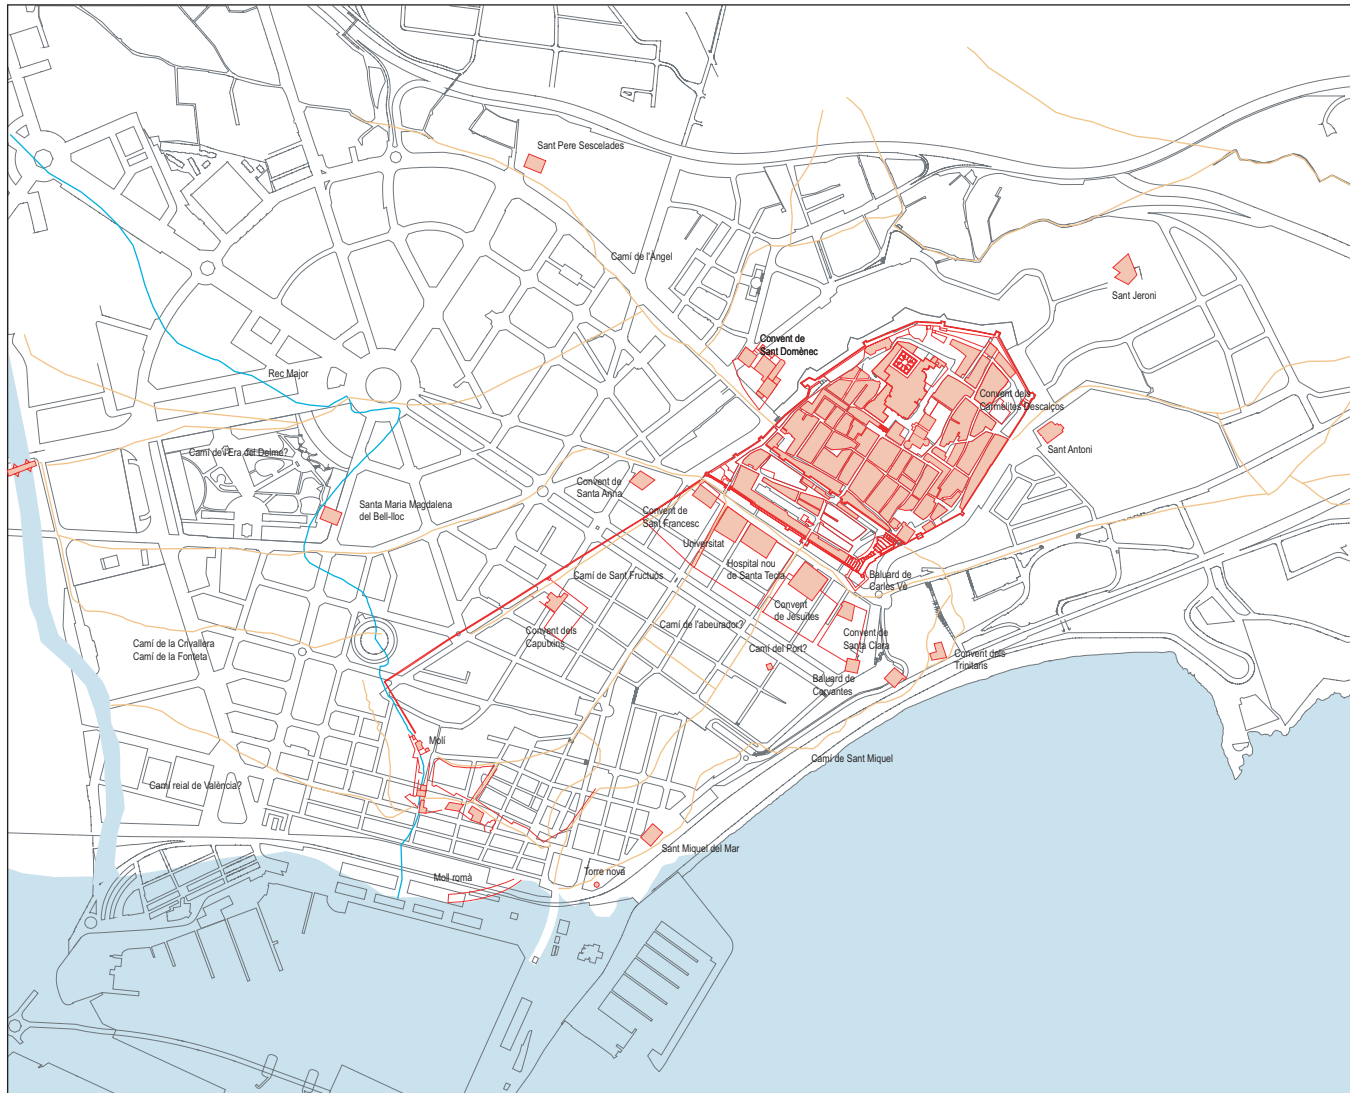 Sant Pere Sescelades
Camí de l'Àngel
Sant Jeroni
Convent de
Sant Domènec
Rec Major
Convent dels
Carmelites Descalços
Sant Antoni
Camí de l'Era del Delme?
Convent de
Santa Anna
Santa Maria Magdalena
del Bell-lloc
Convent de
Sant Francesc
Universitat
Hospital nou
de Santa Tecla
Camí de Sant Fructuós
Baluard de
Carles Vè
Convent
de Jesuïtes
Camí de l'abeurador?
Convent dels
Caputxins
Convent de
Santa Clara
Camí del Port?
Camí de la Crivallera
Camí de la Fonteta
Convent dels
Trinitaris
Baluard de
Cervantes
Molí
Camí de Sant Miquel
Camí reial de València?
Sant Miquel del Mar
Torre nova
Moll romà